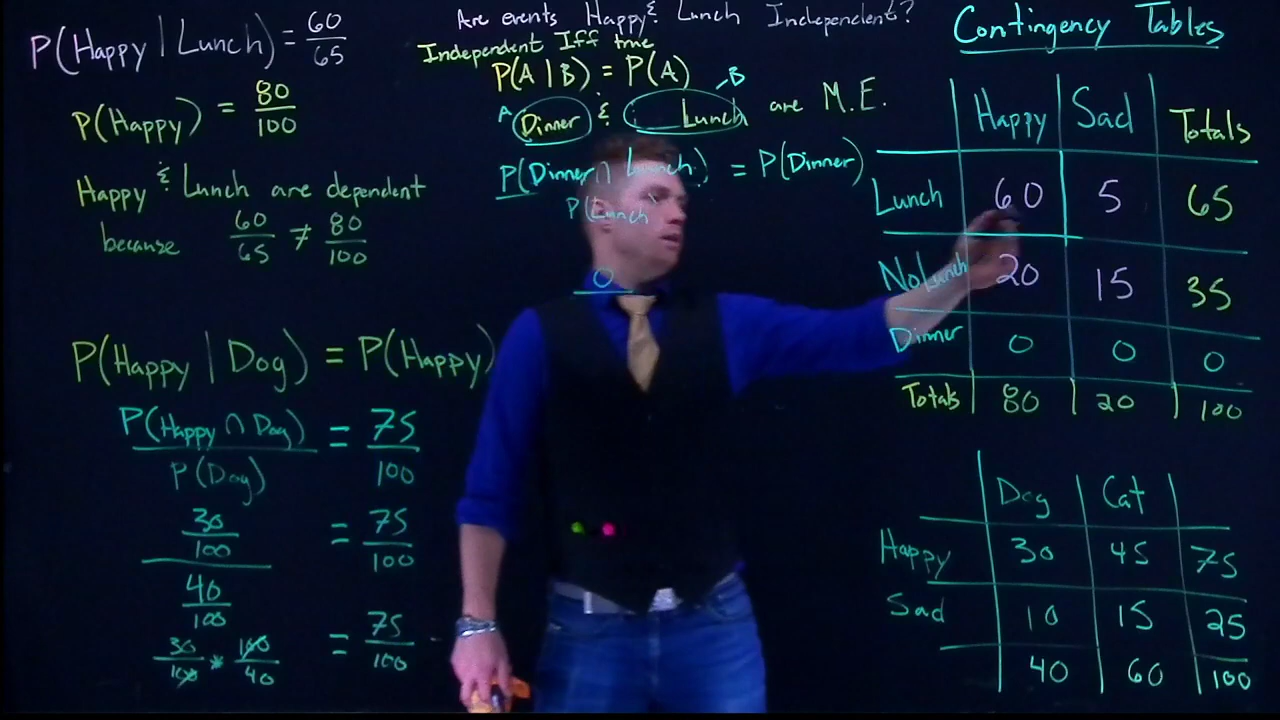 P(Happy | Lunch) = 60/65
P(Happy) = 80/100
Happy & Lunch are dependent
because 60/65 ≠ 80/100
P(Happy | Dog) = P(Happy)
P(Happy ∩ Dog) / P(Dog) = 75/100
30/100 / 40/100 = 75/100
30/100 * 100/40 = 75/100
Are events Happy & Lunch Independent?
Independent Iff true
P(A | B) = P(A)
A Dinner & Lunch B are M.E.
P(Dinner ∩ Lunch) = P(Dinner)
P(Lunch
0
Contingency Tables
Happy Sad Totals
Lunch 60 5 65
No Lunch 20 15 35
Dinner 0 0 0
Totals 80 20 100
Dog Cat
Happy 30 45 75
Sad 10 15 25
40 60 100